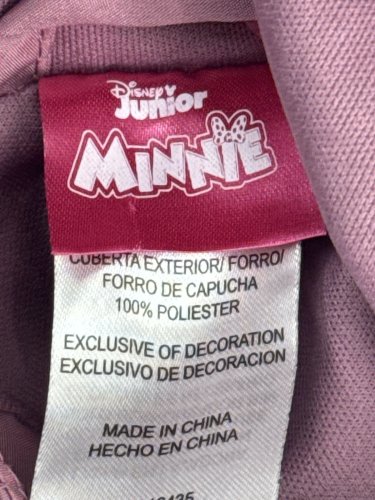 Disney
Junior
MINNIE
CUBERTA EXTERIOR/ FORRO/
FORRO DE CAPUCHA
100% POLIESTER
EXCLUSIVE OF DECORATION
EXCLUSIVO DE DECORACION
MADE IN CHINA
HECHO EN CHINA